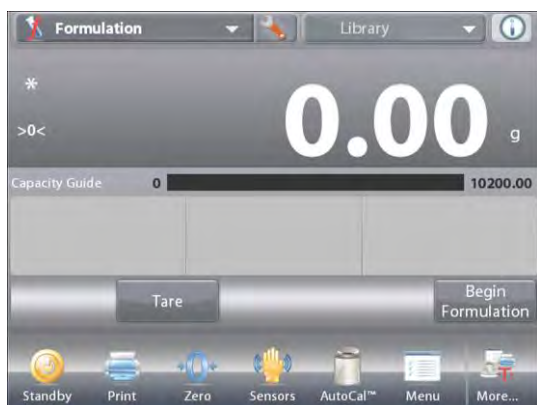 Formulation
Library
*
>0<
0.00 g
Capacity Guide 0 10200.00
Tare
Begin
Formulation
Standby Print Zero Sensors AutoCal™ Menu More...